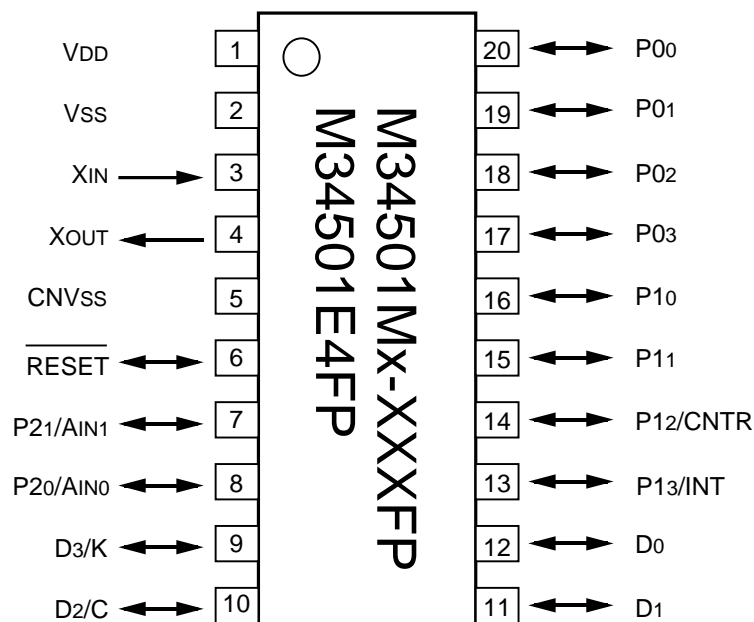 VDD 1 20 P00
VSS 2 19 P01
XIN 3 18 P02
XOUT 4 17 P03
CNVSS 5 16 P10
RESET 6 15 P11
P21/AIN1 7 14 P12/CNTR
P20/AIN0 8 13 P13/INT
D3/K 9 12 D0
D2/C 10 11 D1
M34501Mx-XXXFP
M34501E4FP